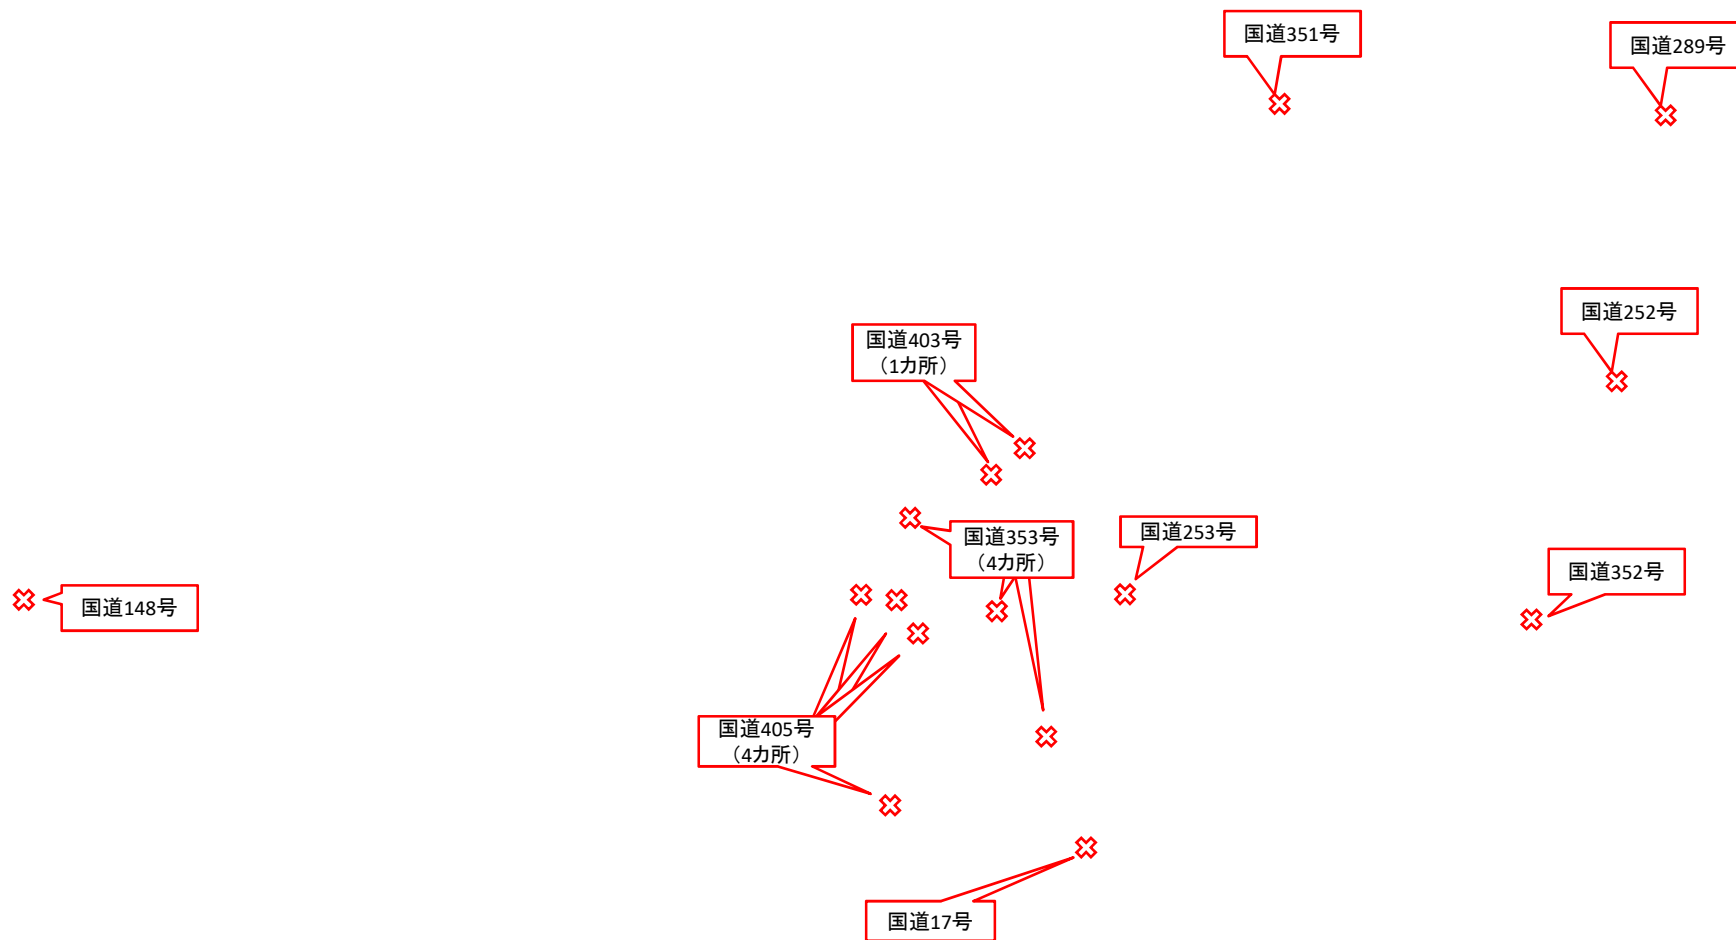 国道351号
国道289号
国道252号
国道403号
（1カ所）
国道353号
（4カ所）
国道253号
国道352号
国道148号
国道405号
（4カ所）
国道17号